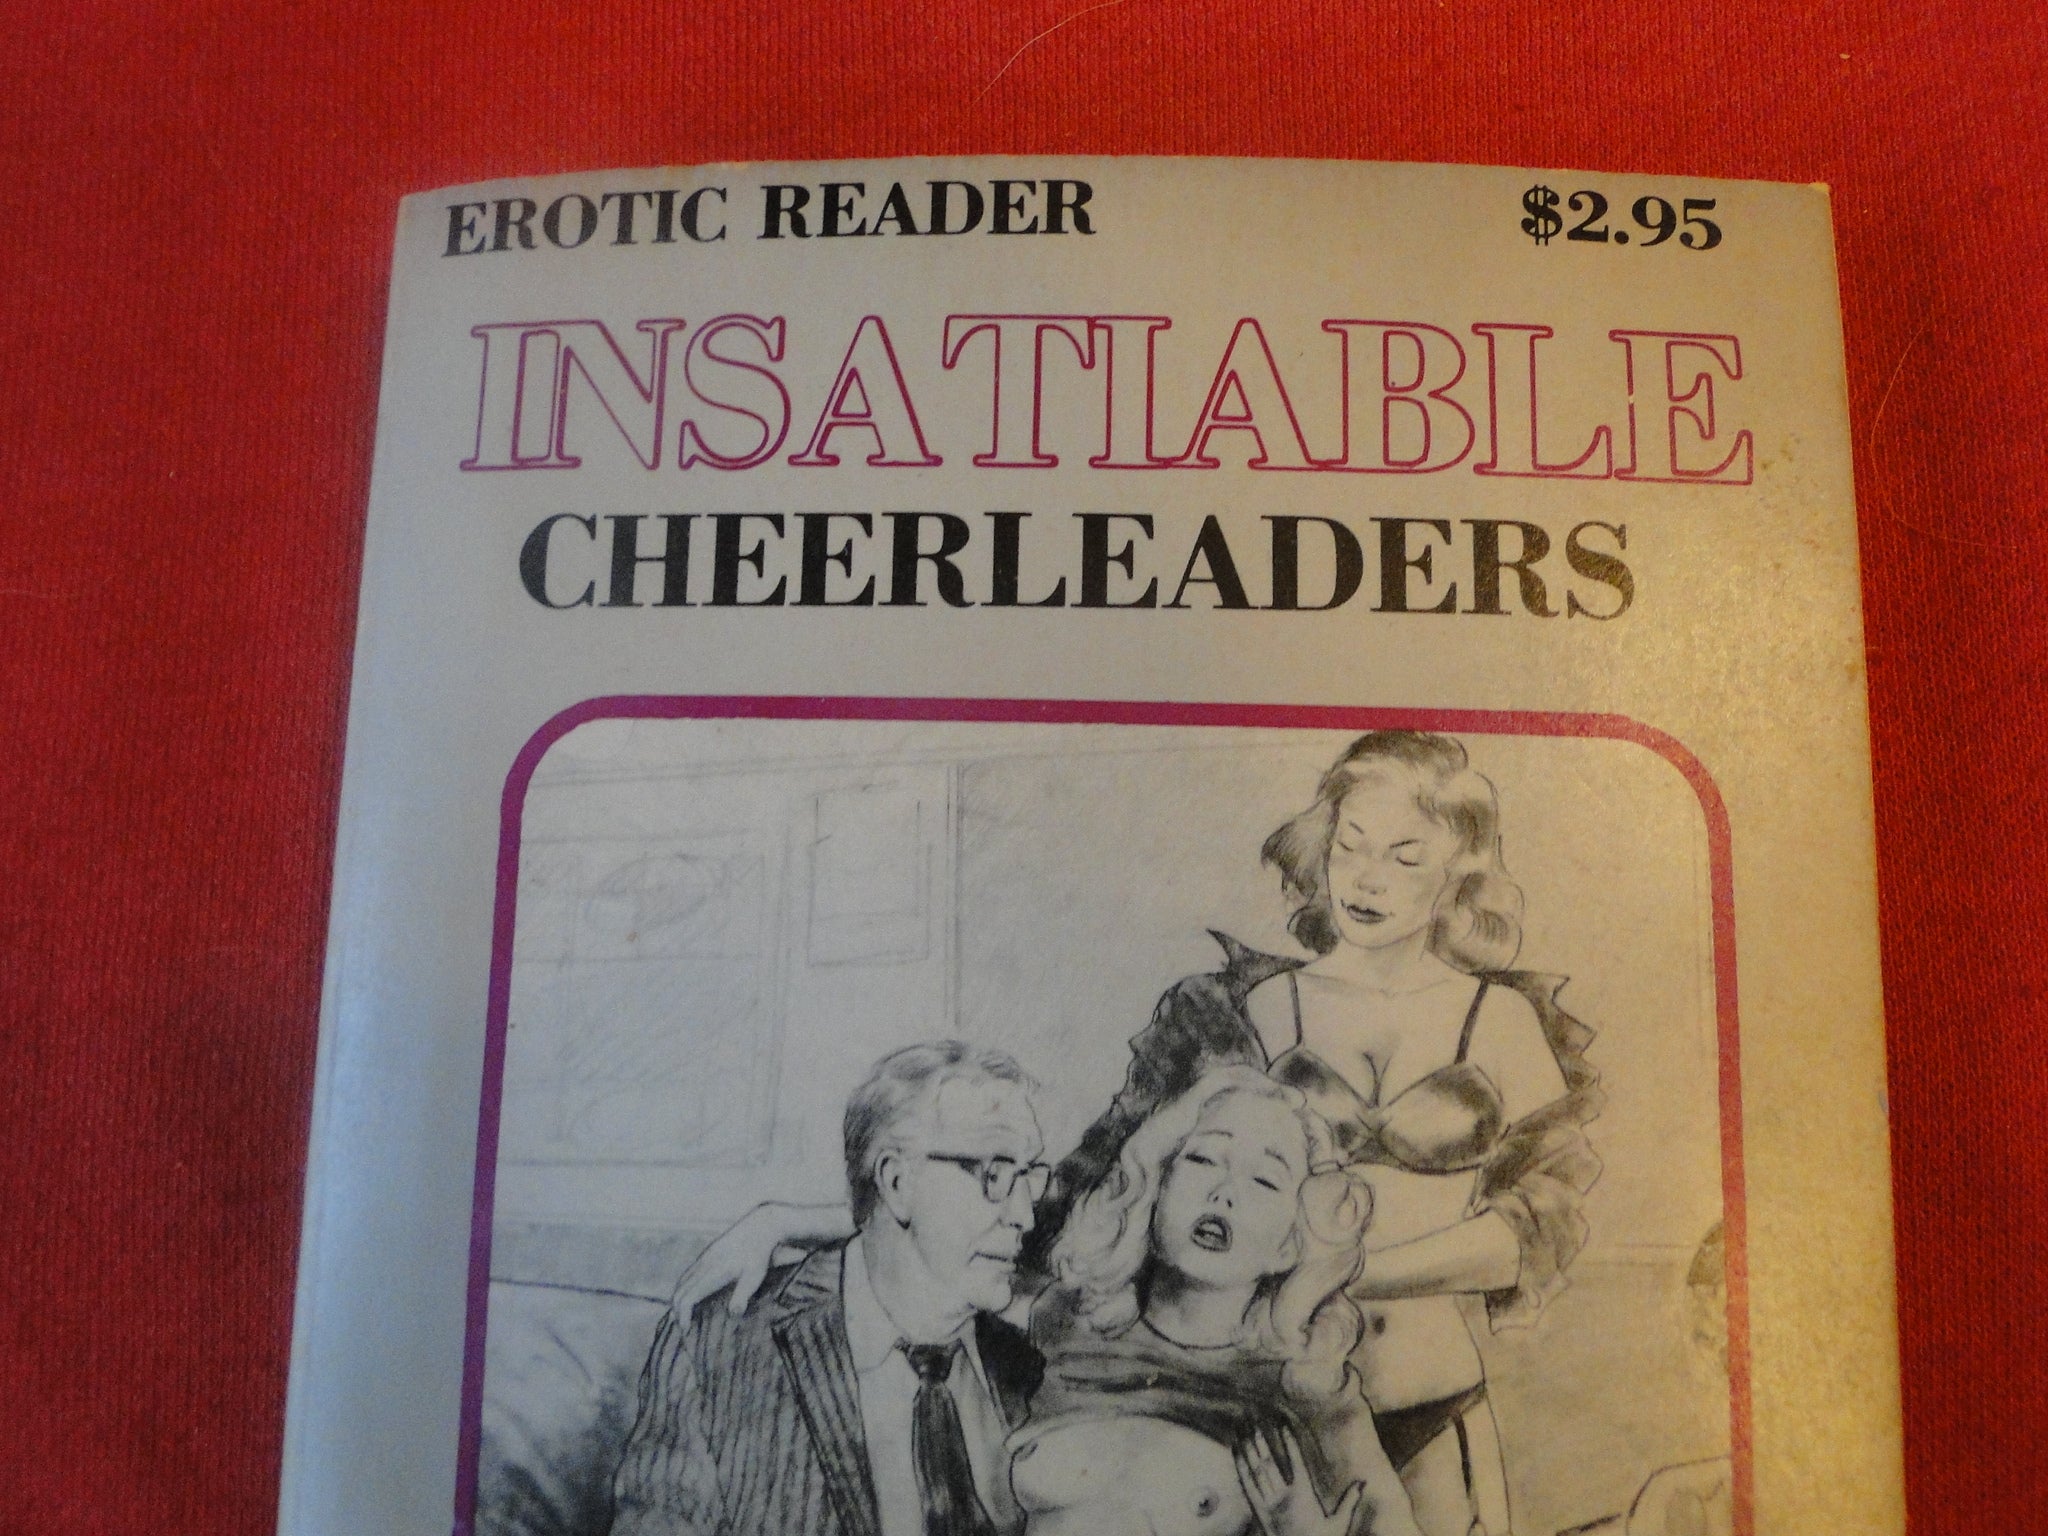 EROTIC READER $2.95
INSATIABLE
CHEERLEADERS